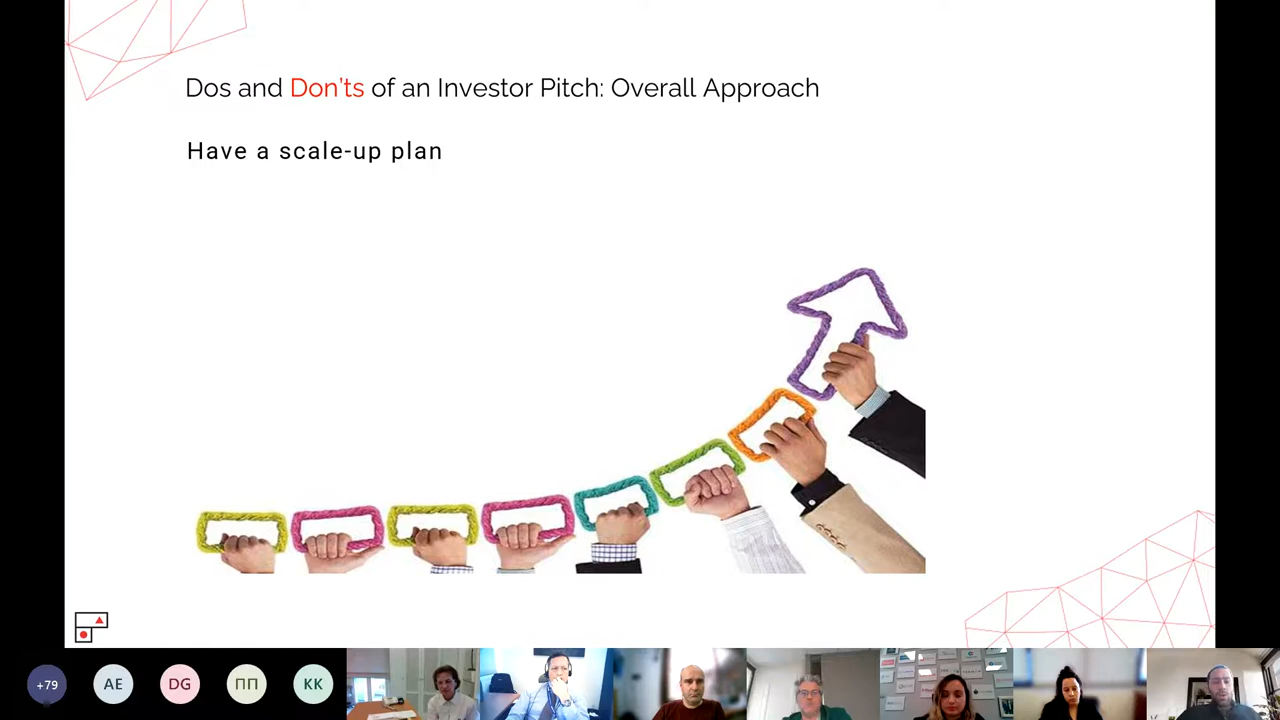 Dos and Don'ts of an Investor Pitch: Overall Approach
Have a scale-up plan
+79
AE
DG
ПП
KK